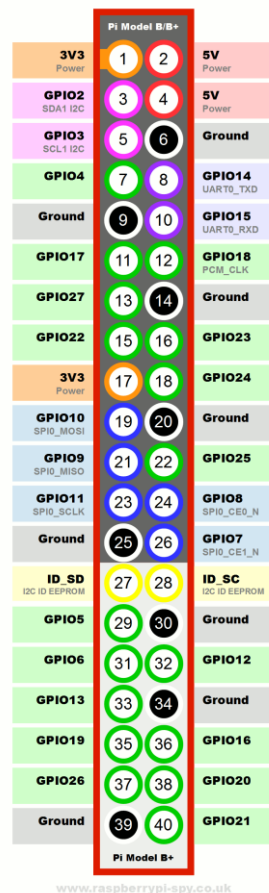 Pi Model B/B+
3V3 Power 1 2 5V Power
GPIO2 SDA1 I2C 3 4 5V Power
GPIO3 SCL1 I2C 5 6 Ground
GPIO4 7 8 GPIO14 UART0_TXD
Ground 9 10 GPIO15 UART0_RXD
GPIO17 11 12 GPIO18 PCM_CLK
GPIO27 13 14 Ground
GPIO22 15 16 GPIO23
3V3 Power 17 18 GPIO24
GPIO10 SPI0_MOSI 19 20 Ground
GPIO9 SPI0_MISO 21 22 GPIO25
GPIO11 SPI0_SCLK 23 24 GPIO8 SPI0_CE0_N
Ground 25 26 GPIO7 SPI0_CE1_N
ID_SD I2C ID EEPROM 27 28 ID_SC I2C ID EEPROM
GPIO5 29 30 Ground
GPIO6 31 32 GPIO12
GPIO13 33 34 Ground
GPIO19 35 36 GPIO16
GPIO26 37 38 GPIO20
Ground 39 40 GPIO21
Pi Model B+
www.raspberrypi-spy.co.uk